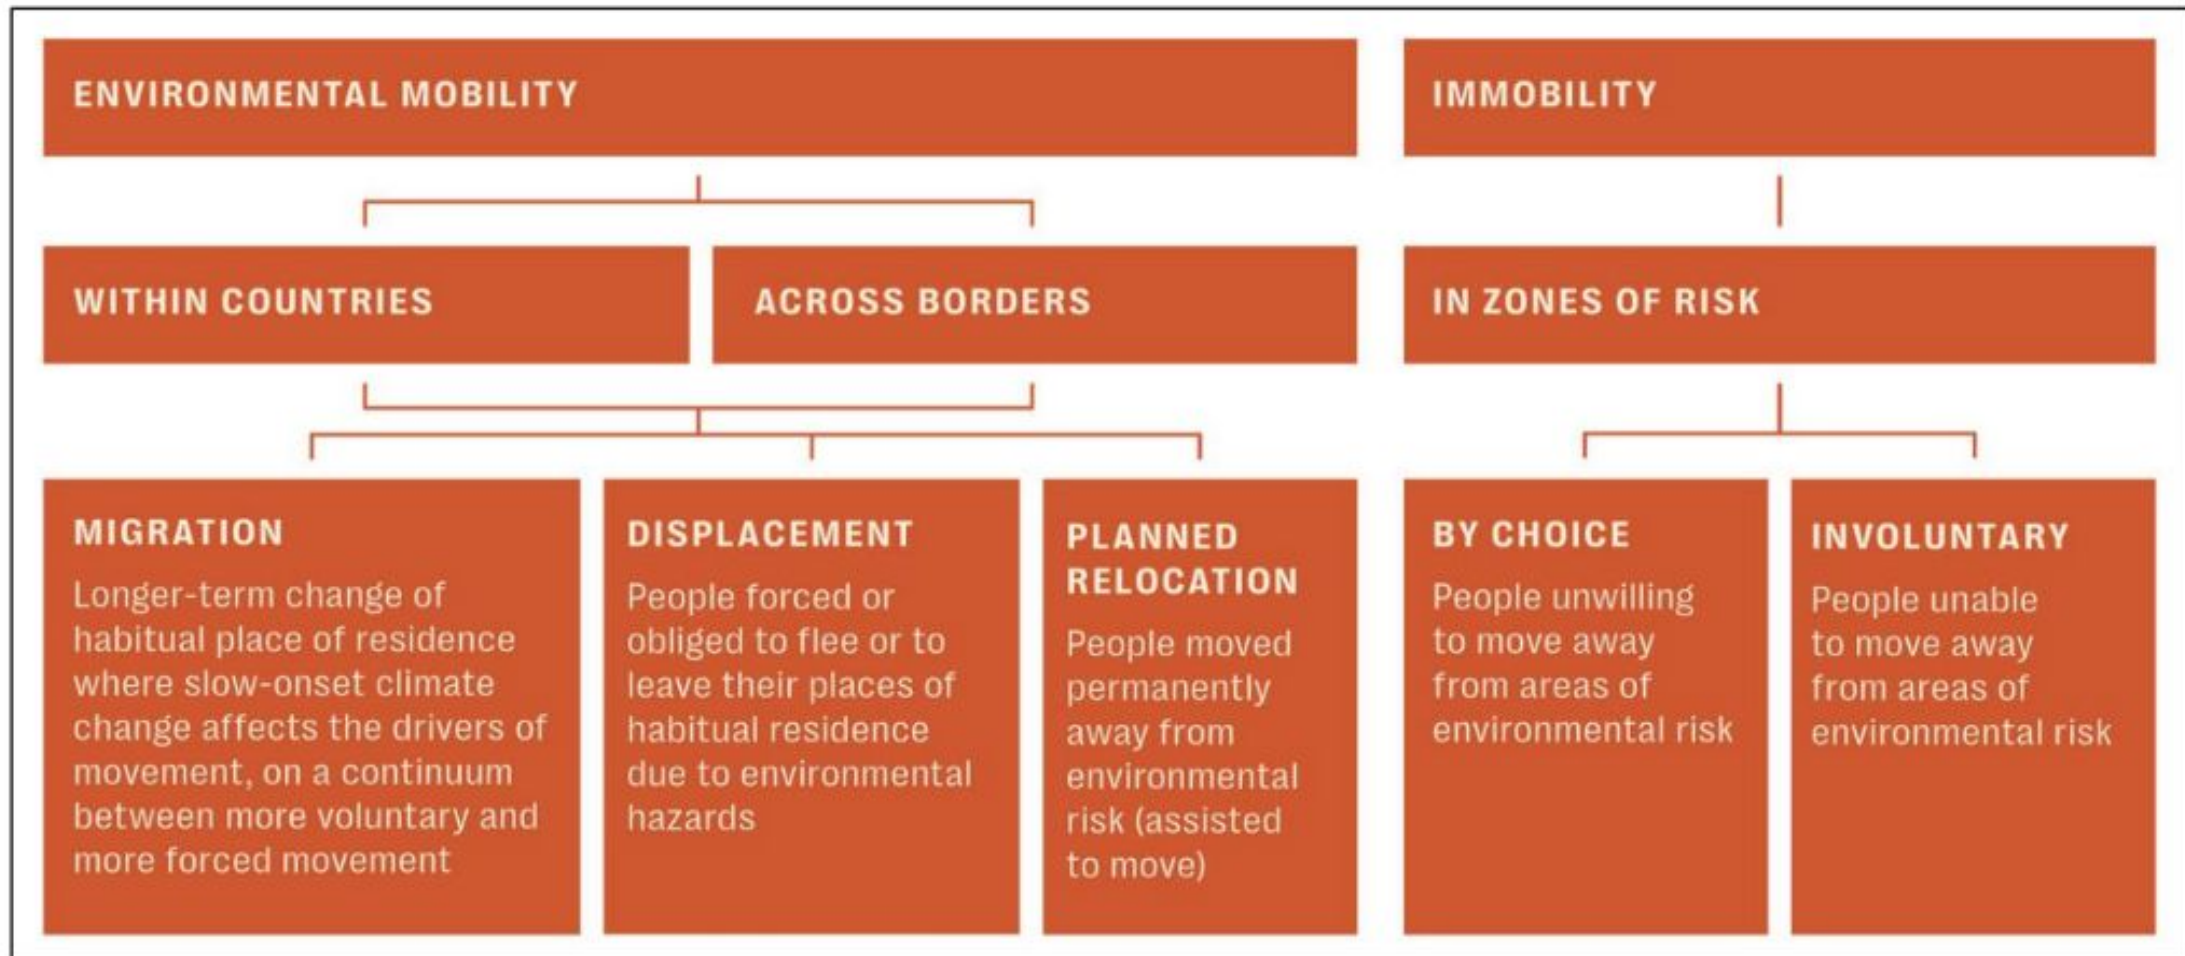 ENVIRONMENTAL MOBILITY
IMMOBILITY
WITHIN COUNTRIES
ACROSS BORDERS
IN ZONES OF RISK
MIGRATION
Longer-term change of
habitual place of residence
where slow-onset climate
change affects the drivers of
movement, on a continuum
between more voluntary and
more forced movement
DISPLACEMENT
People forced or
obliged to flee or to
leave their places of
habitual residence
due to environmental
hazards
PLANNED
RELOCATION
People moved
permanently
away from
environmental
risk (assisted
to move)
BY CHOICE
People unwilling
to move away
from areas of
environmental risk
INVOLUNTARY
People unable
to move away
from areas of
environmental risk